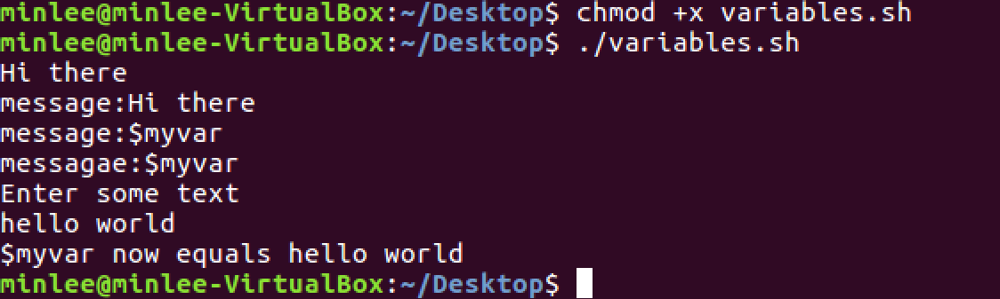 minlee@minlee-VirtualBox:~/Desktop$ chmod +x variables.sh
minlee@minlee-VirtualBox:~/Desktop$ ./variables.sh
Hi there
message:Hi there
message:$myvar
messagae:$myvar
Enter some text
hello world
$myvar now equals hello world
minlee@minlee-VirtualBox:~/Desktop$